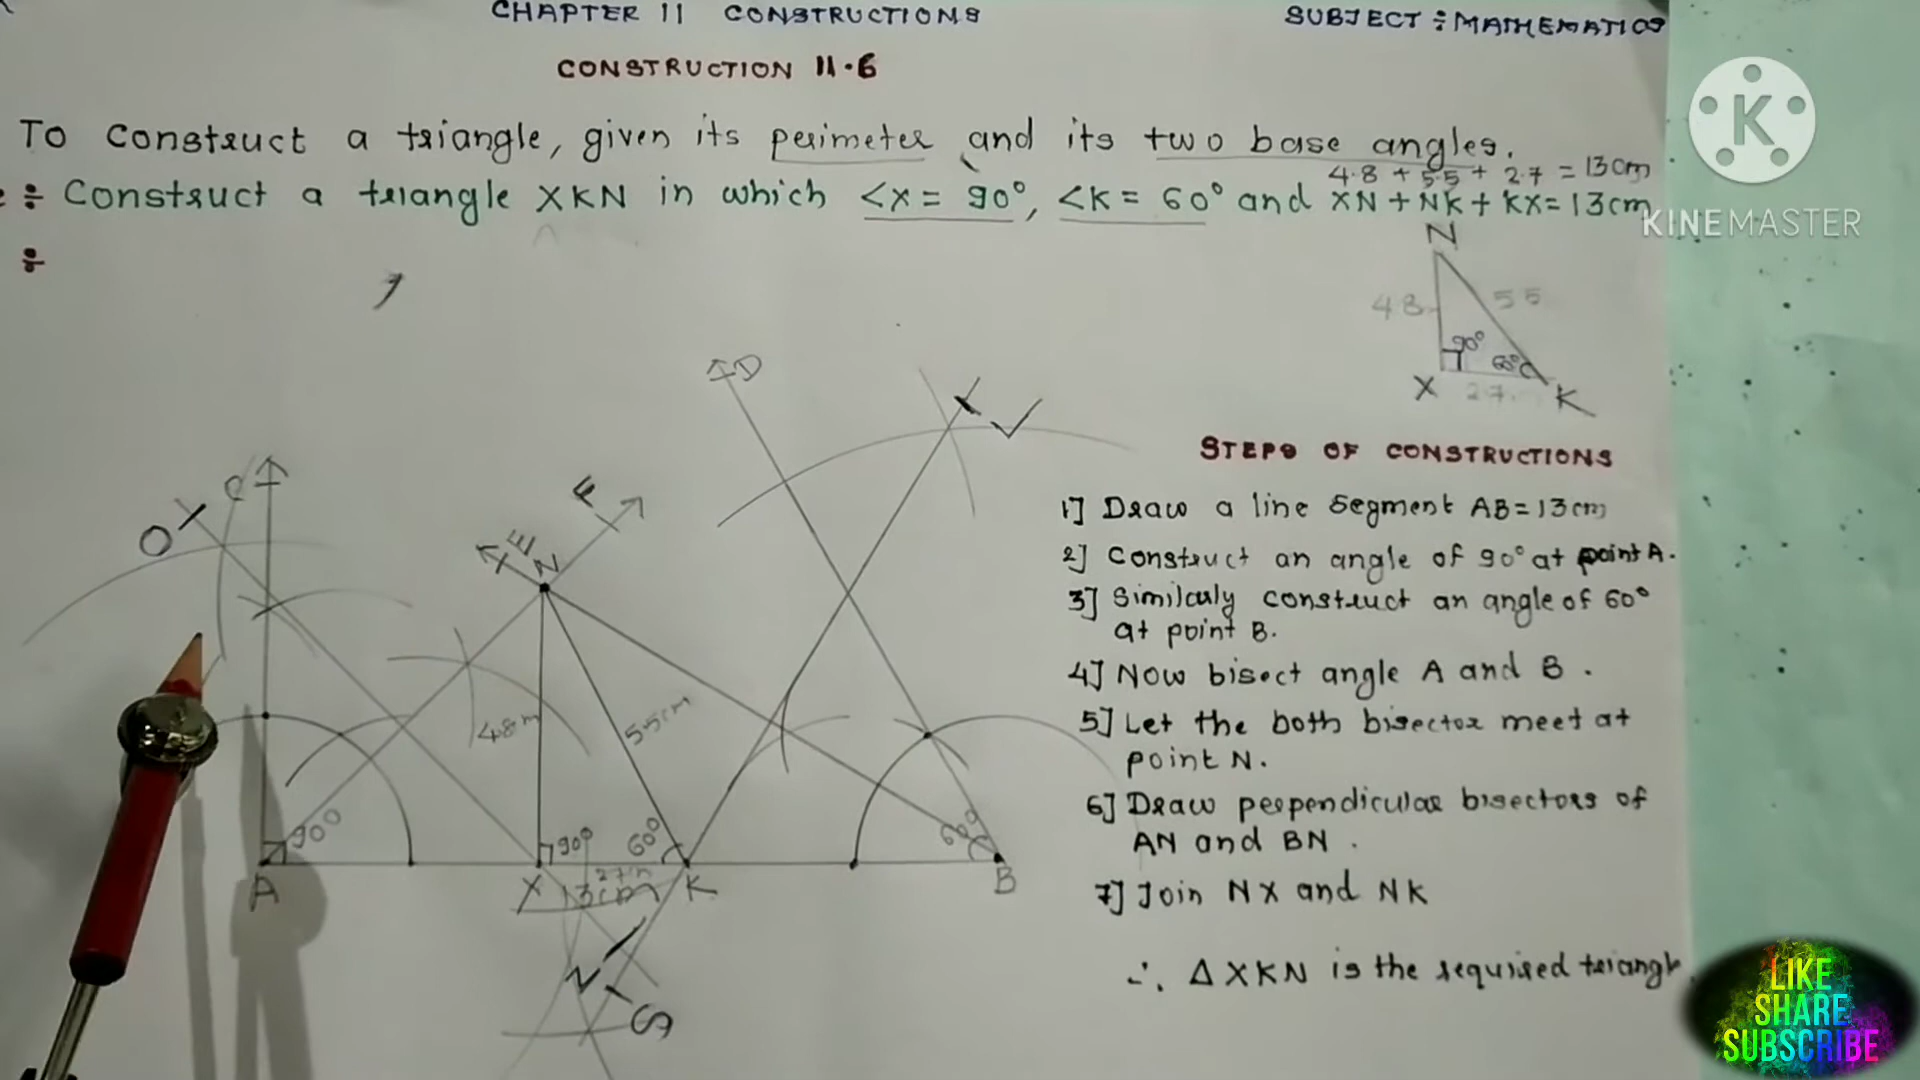 CHAPTER 11 CONSTRUCTIONS
SUBJECT ÷ MATHEMATICS
CONSTRUCTION 11.6
To construct a triangle, given its perimeter and its two base angles.
4.8 + 5.5 + 2.7 = 13cm
÷ Construct a triangle XKN in which <X = 90°, <K = 60° and XN + NK + KX = 13cm
÷
K
KINEMASTER
N
4.8
5.5
90°
60°
X
2.7
K
D
C
O
F
E
N
4.8m
5.5cm
90°
90°
60°
60°
2.7m
A
X
13cm
K
B
S
STEPS OF CONSTRUCTIONS
1] Draw a line segment AB = 13cm
2] Construct an angle of 90° at point A.
3] Similarly construct an angle of 60°
at point B.
4] Now bisect angle A and B.
5] Let the both bisector meet at
point N.
6] Draw perpendicular bisectors of
AN and BN.
7] Join NX and NK
∴ Δ XKN is the required triangle.
LIKE
SHARE
SUBSCRIBE